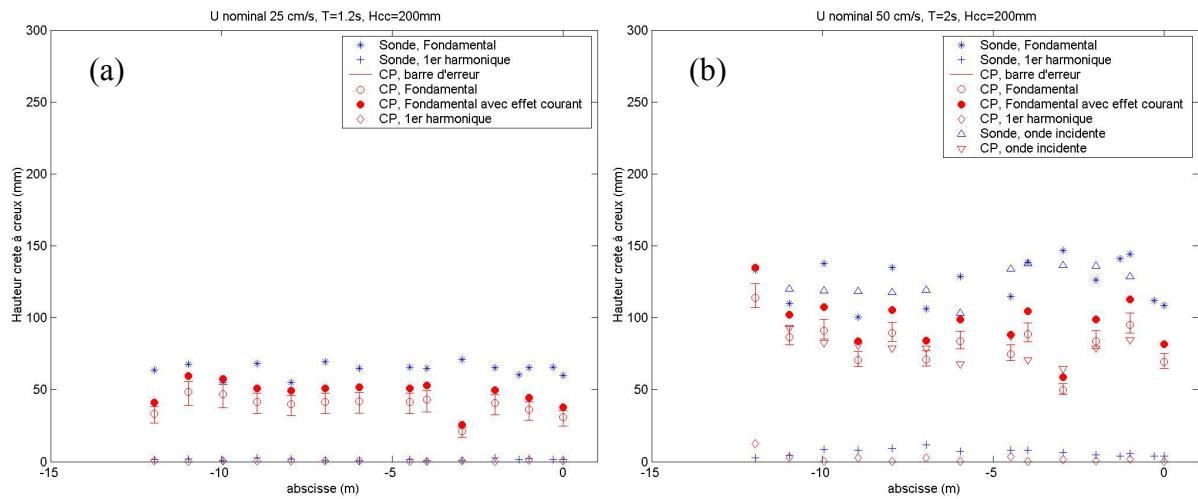 U nominal 25 cm/s, T=1.2s, Hcc=200mm
(a)
Sonde, Fondamental
Sonde, 1er harmonique
CP, barre d'erreur
CP, Fondamental
CP, Fondamental avec effet courant
CP, 1er harmonique
300
250
200
150
100
50
0
Hauteur crete à creux (mm)
-15
-10
-5
0
abscisse (m)
U nominal 50 cm/s, T=2s, Hcc=200mm
(b)
Sonde, Fondamental
Sonde, 1er harmonique
CP, barre d'erreur
CP, Fondamental
CP, Fondamental avec effet courant
CP, 1er harmonique
Sonde, onde incidente
CP, onde incidente
300
250
200
150
100
50
0
Hauteur crete à creux (mm)
-15
-10
-5
0
abscisse (m)